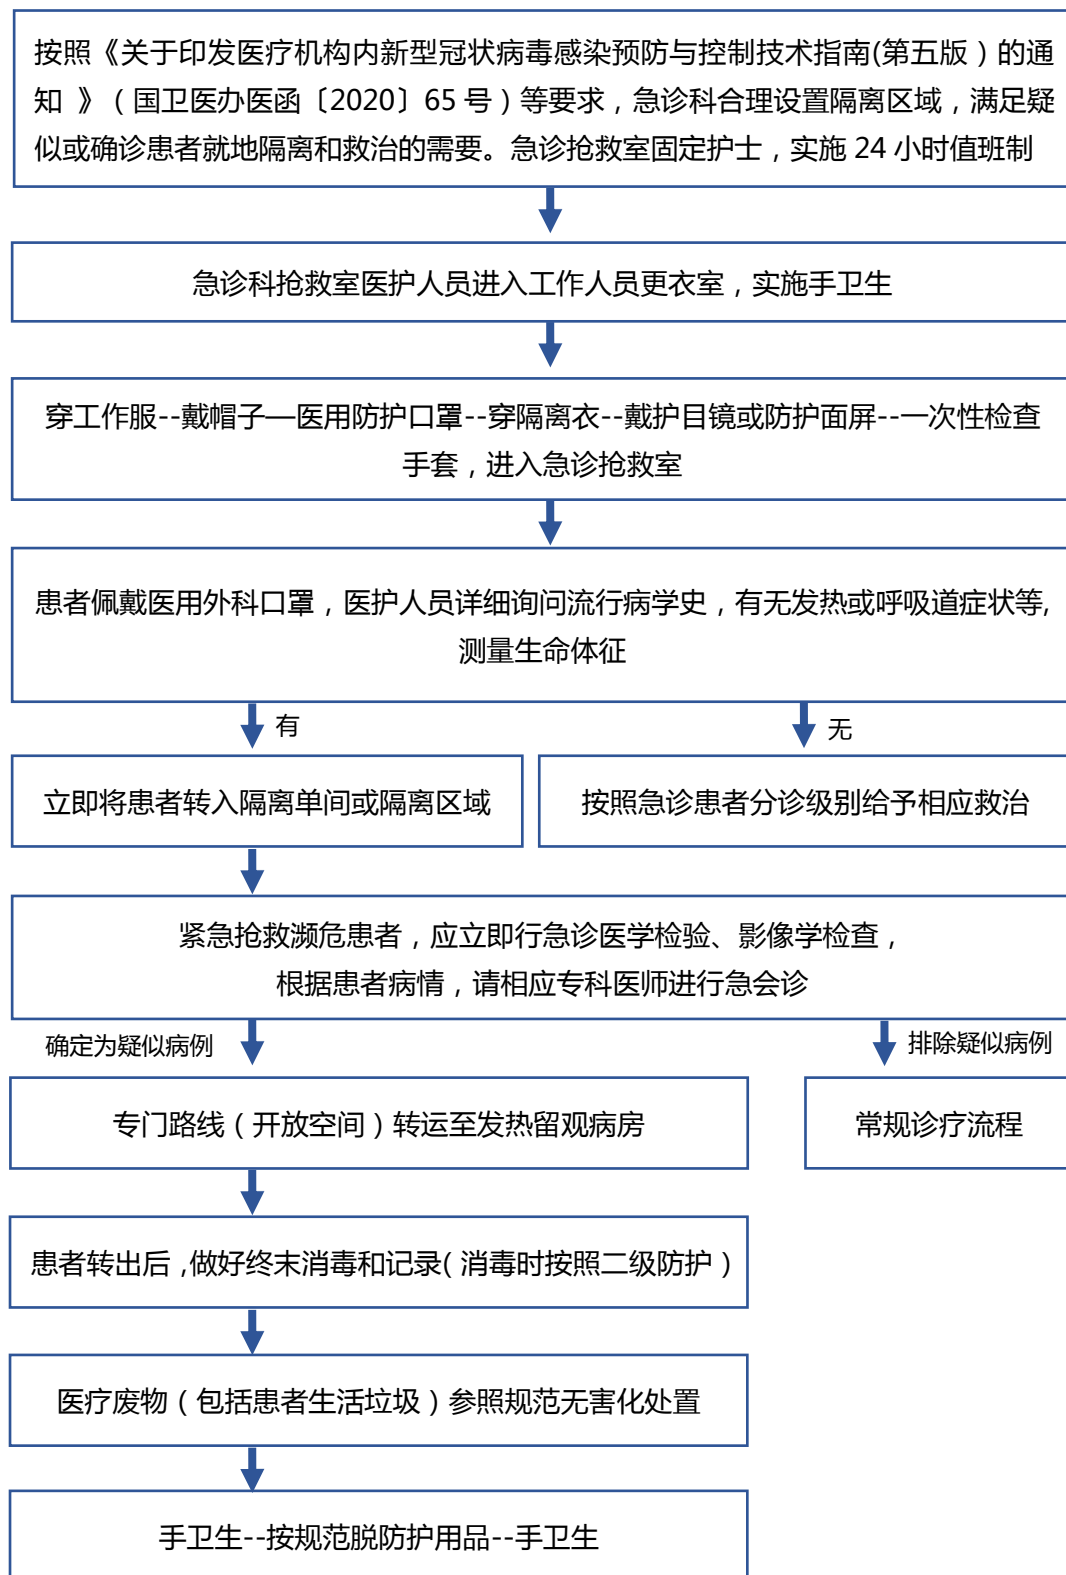 按照《关于印发医疗机构内新型冠状病毒感染预防与控制技术指南(第五版）的通
知 》（国卫医办医函〔2020〕65 号）等要求，急诊科合理设置隔离区域，满足疑
似或确诊患者就地隔离和救治的需要。急诊抢救室固定护士，实施 24 小时值班制
急诊科抢救室医护人员进入工作人员更衣室，实施手卫生
穿工作服--戴帽子—医用防护口罩--穿隔离衣--戴护目镜或防护面屏--一次性检查
手套，进入急诊抢救室
患者佩戴医用外科口罩，医护人员详细询问流行病学史，有无发热或呼吸道症状等,
测量生命体征
有
无
立即将患者转入隔离单间或隔离区域
按照急诊患者分诊级别给予相应救治
紧急抢救濒危患者，应立即行急诊医学检验、影像学检查，
根据患者病情，请相应专科医师进行急会诊
确定为疑似病例
排除疑似病例
专门路线（开放空间）转运至发热留观病房
常规诊疗流程
患者转出后 ,做好终末消毒和记录( 消毒时按照二级防护 )
医疗废物（包括患者生活垃圾）参照规范无害化处置
手卫生--按规范脱防护用品--手卫生